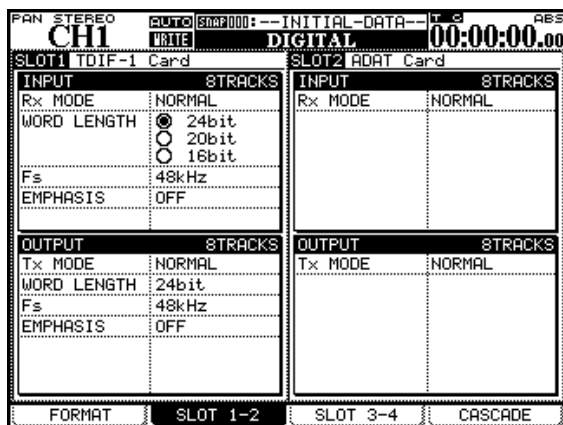 PAN STEREO AUTO SNAP000:--INITIAL-DATA-- T C ABS
CH1 WRITE DIGITAL 00:00:00.00
SLOT1 TDIF-1 Card SLOT2 ADAT Card
INPUT 8TRACKS INPUT 8TRACKS
Rx MODE NORMAL Rx MODE NORMAL
WORD LENGTH 24bit
20bit
16bit
Fs 48kHz
EMPHASIS OFF
OUTPUT 8TRACKS OUTPUT 8TRACKS
Tx MODE NORMAL Tx MODE NORMAL
WORD LENGTH 24bit
Fs 48kHz
EMPHASIS OFF
FORMAT SLOT 1-2 SLOT 3-4 CASCADE